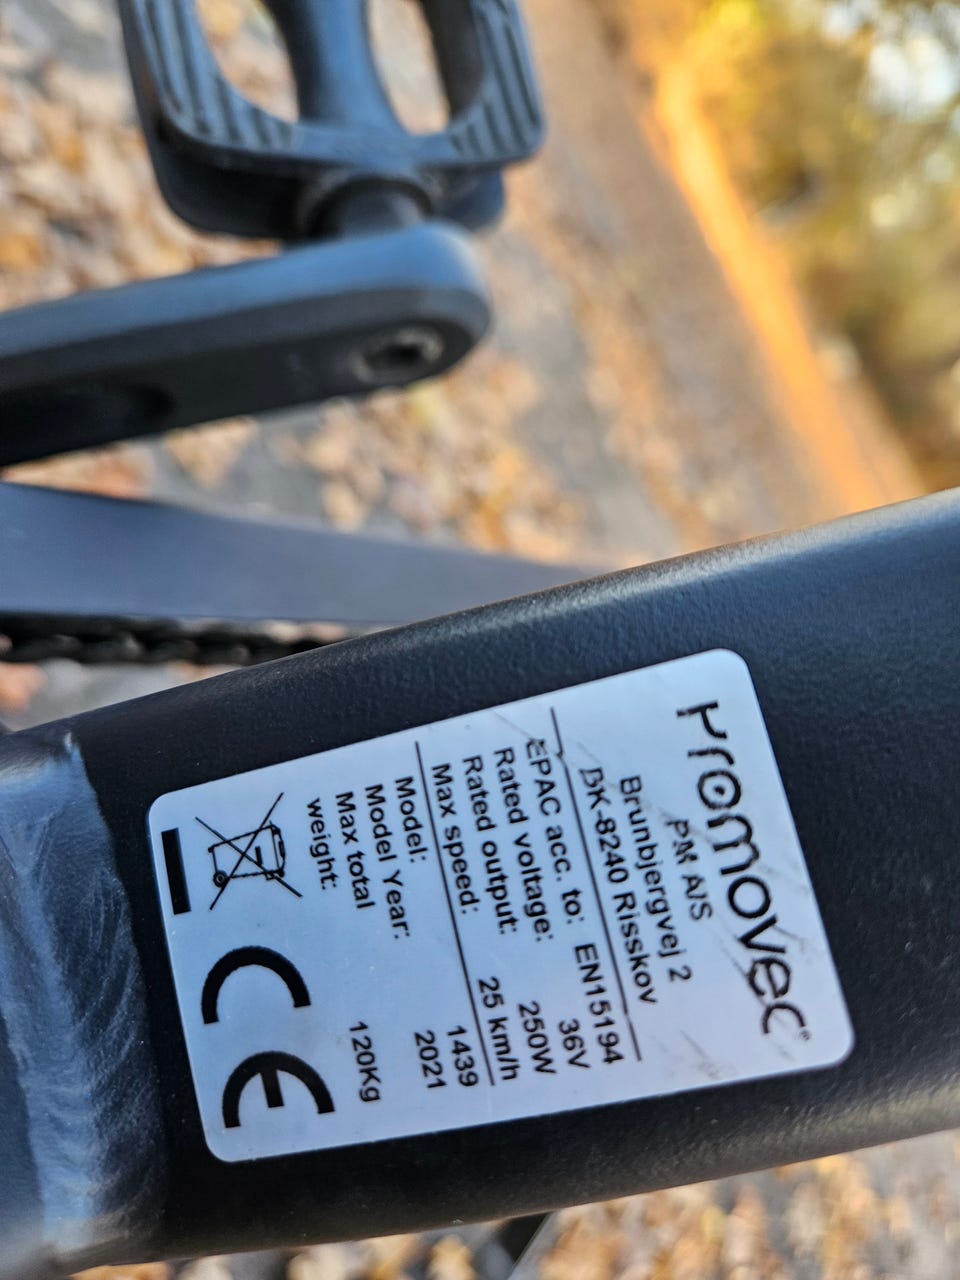 Promovec®
PM A/S
Brunbjergvej 2
DK-8240 Risskov
EPAC acc. to: EN15194
Rated voltage: 36V
Rated output: 250W
Max speed: 25 km/h
Model: 1439
Model Year: 2021
Max total
weight: 120Kg
CE